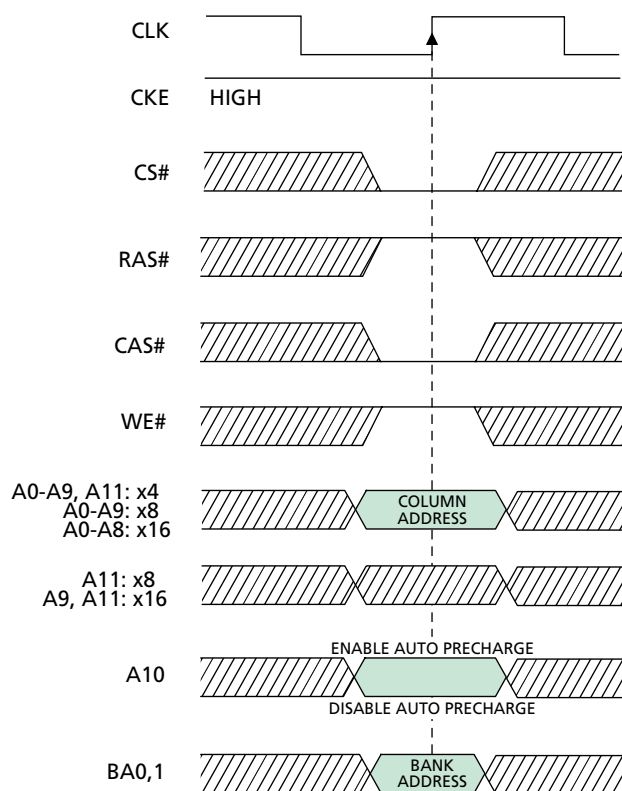 CLK
CKE HIGH
CS#
RAS#
CAS#
WE#
A0-A9, A11: x4
A0-A9: x8
A0-A8: x16
COLUMN
ADDRESS
A11: x8
A9, A11: x16
ENABLE AUTO PRECHARGE
A10
DISABLE AUTO PRECHARGE
BA0,1
BANK
ADDRESS